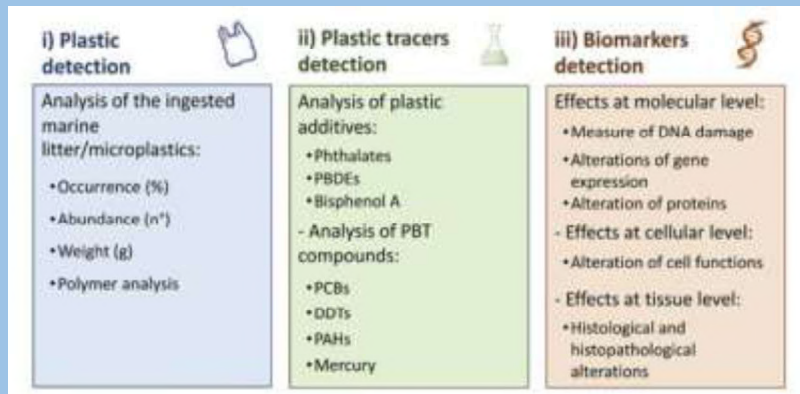 i) Plastic
detection
Analysis of the ingested
marine
litter/microplastics:
•Occurrence (%)
•Abundance (n°)
•Weight (g)
•Polymer analysis
ii) Plastic tracers
detection
Analysis of plastic
additives:
•Phthalates
•PBDEs
•Bisphenol A
- Analysis of PBT
compounds:
•PCBs
•DDTs
•PAHs
•Mercury
iii) Biomarkers
detection
Effects at molecular level:
•Measure of DNA damage
•Alterations of gene
expression
•Alteration of proteins
- Effects at cellular level:
•Alteration of cell functions
- Effects at tissue level:
•Histological and
histopathological
alterations